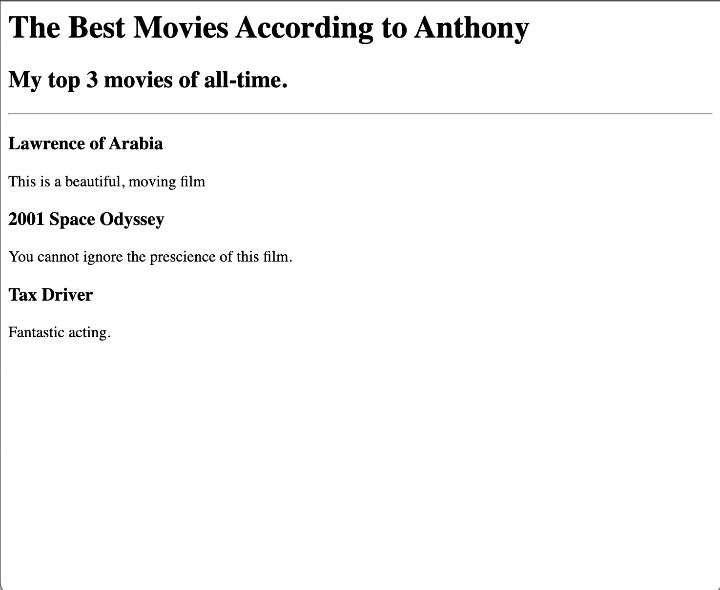 The Best Movies According to Anthony
My top 3 movies of all-time.
Lawrence of Arabia
This is a beautiful, moving film
2001 Space Odyssey
You cannot ignore the prescience of this film.
Tax Driver
Fantastic acting.